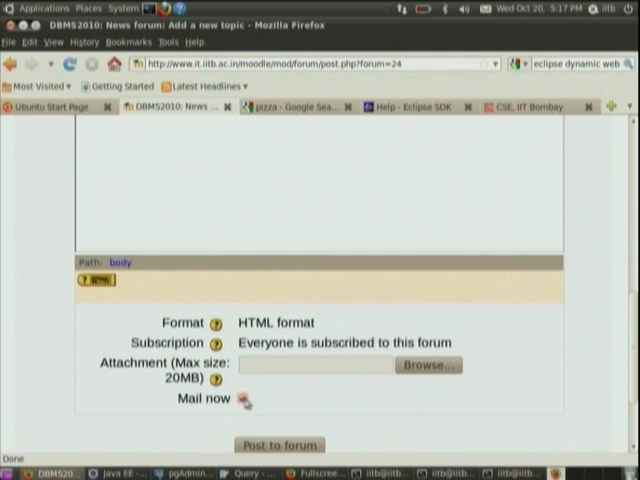 Applications Places System Wed Oct 20, 5:17 PM iitb
DBMS2010: News forum: Add a new topic - Mozilla Firefox
File Edit View History Bookmarks Tools Help
http://www.it.iitb.ac.in/moodle/mod/forum/post.php?forum=24 eclipse dynamic web
Most Visited Getting Started Latest Headlines
Ubuntu Start Page DBMS2010: News ... pizza - Google Sea... Help - Eclipse SDK CSE, IIT Bombay
Path: body
Format HTML format
Subscription Everyone is subscribed to this forum
Attachment (Max size: Browse...
20MB)
Mail now
Post to forum
Done
DBMS20... Java EE -... pgAdmin... Query -... Fullscree... iitb@iitb... iitb@iitb... iitb@iitb...